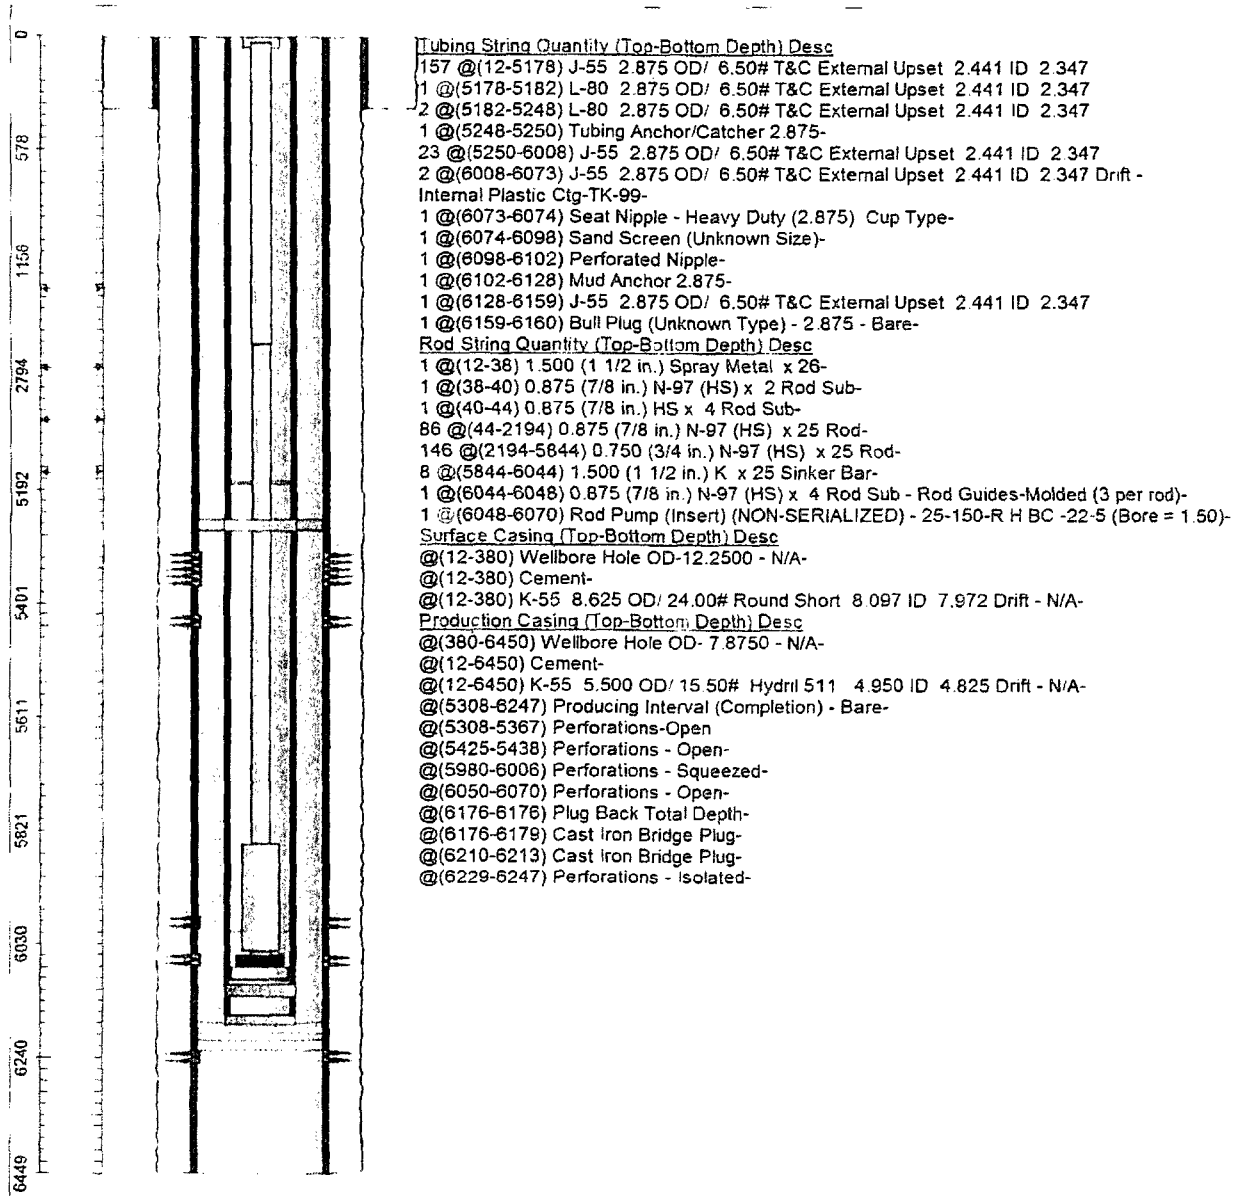 0
578
1156
2794
5192
5401
5611
5821
6030
6240
6449
Tubing String Quantity (Top-Bottom Depth) Desc
157 @(12-5178) J-55 2.875 OD/ 6.50# T&C External Upset 2.441 ID 2.347
1 @(5178-5182) L-80 2.875 OD/ 6.50# T&C External Upset 2.441 ID 2.347
2 @(5182-5248) L-80 2.875 OD/ 6.50# T&C External Upset 2.441 ID 2.347
1 @(5248-5250) Tubing Anchor/Catcher 2.875-
23 @(5250-6008) J-55 2.875 OD/ 6.50# T&C External Upset 2.441 ID 2.347
2 @(6008-6073) J-55 2.875 OD/ 6.50# T&C External Upset 2.441 ID 2.347 Drift -
Internal Plastic Ctg-TK-99-
1 @(6073-6074) Seat Nipple - Heavy Duty (2.875) Cup Type-
1 @(6074-6098) Sand Screen (Unknown Size)-
1 @(6098-6102) Perforated Nipple-
1 @(6102-6128) Mud Anchor 2.875-
1 @(6128-6159) J-55 2.875 OD/ 6.50# T&C External Upset 2.441 ID 2.347
1 @(6159-6160) Bull Plug (Unknown Type) - 2.875 - Bare-
Rod String Quantity (Top-Bottom Depth) Desc
1 @(12-38) 1.500 (1 1/2 in.) Spray Metal x 26-
1 @(38-40) 0.875 (7/8 in.) N-97 (HS) x 2 Rod Sub-
1 @(40-44) 0.875 (7/8 in.) HS x 4 Rod Sub-
86 @(44-2194) 0.875 (7/8 in.) N-97 (HS) x 25 Rod-
146 @(2194-5844) 0.750 (3/4 in.) N-97 (HS) x 25 Rod-
8 @(5844-6044) 1.500 (1 1/2 in.) K x 25 Sinker Bar-
1 @(6044-6048) 0.875 (7/8 in.) N-97 (HS) x 4 Rod Sub - Rod Guides-Molded (3 per rod)-
1 @(6048-6070) Rod Pump (Insert) (NON-SERIALIZED) - 25-150-R H BC -22-5 (Bore = 1.50)-
Surface Casing (Top-Bottom Depth) Desc
@(12-380) Wellbore Hole OD-12.2500 - N/A-
@(12-380) Cement-
@(12-380) K-55 8.625 OD/ 24.00# Round Short 8.097 ID 7.972 Drift - N/A-
Production Casing (Top-Bottom Depth) Desc
@(380-6450) Wellbore Hole OD- 7.8750 - N/A-
@(12-6450) Cement-
@(12-6450) K-55 5.500 OD/ 15.50# Hydril 511 4.950 ID 4.825 Drift - N/A-
@(5308-6247) Producing Interval (Completion) - Bare-
@(5308-5367) Perforations-Open
@(5425-5438) Perforations - Open-
@(5980-6006) Perforations - Squeezed-
@(6050-6070) Perforations - Open-
@(6176-6176) Plug Back Total Depth-
@(6176-6179) Cast Iron Bridge Plug-
@(6210-6213) Cast Iron Bridge Plug-
@(6229-6247) Perforations - Isolated-